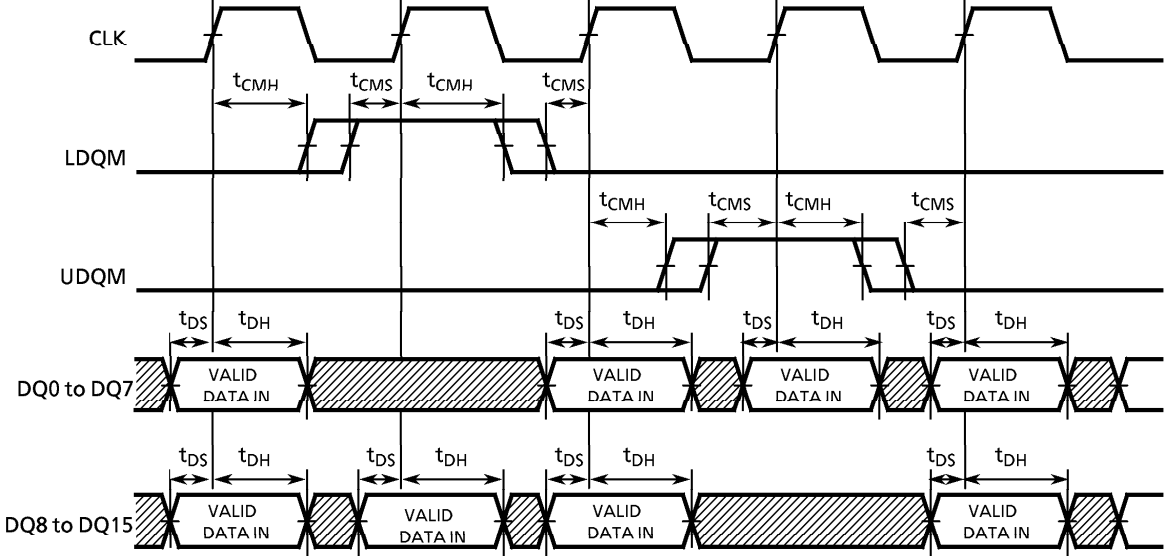 CLK
tCMH tCMS tCMH tCMS
LDQM
tCMH tCMS tCMH tCMS
UDQM
tDS tDH tDS tDH tDS tDH tDS tDH
VALID VALID VALID VALID
DQ0 to DQ7
DATA IN DATA IN DATA IN DATA IN
tDS tDH tDS tDH tDS tDH tDS tDH
VALID VALID VALID VALID
DQ8 to DQ15
DATA IN DATA IN DATA IN DATA IN